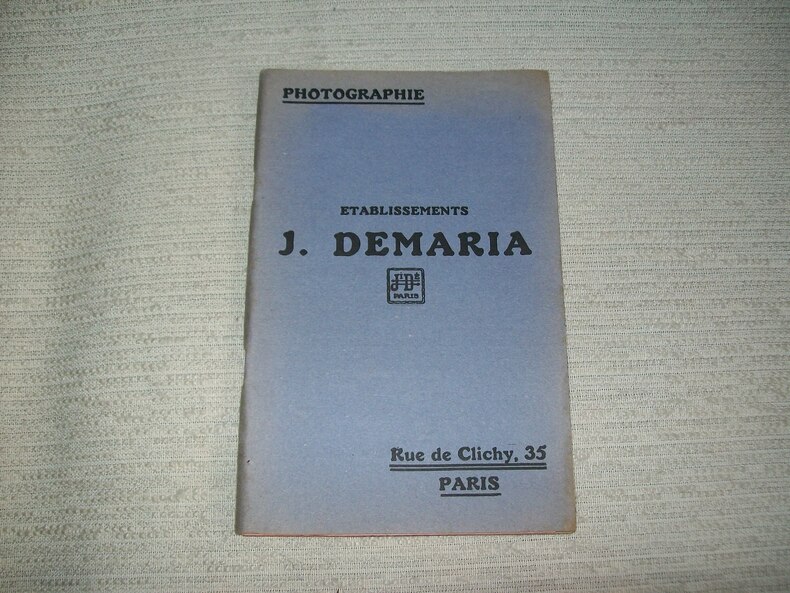 PHOTOGRAPHIE
ETABLISSEMENTS
J. DEMARIA
PARIS
Rue de Clichy, 35
PARIS